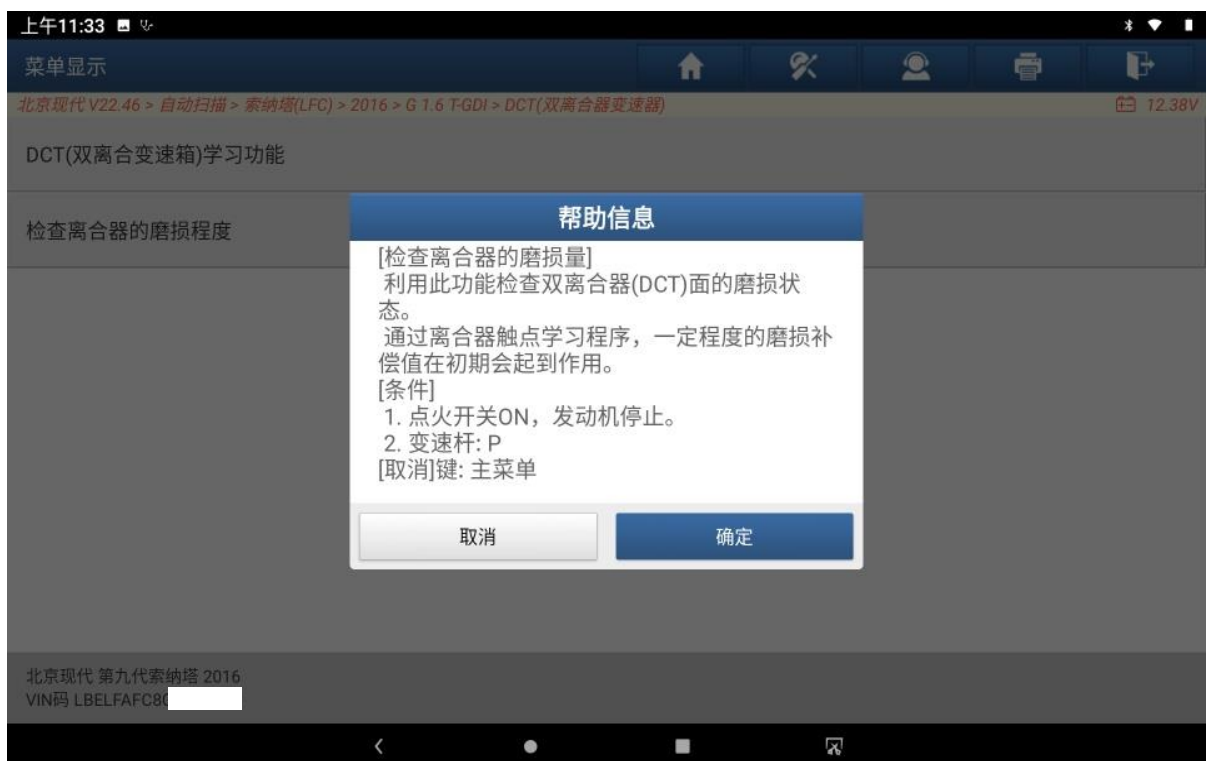 上午11:33
菜单显示
北京现代 V22.46 > 自动扫描 > 索纳塔(LFC) > 2016 > G 1.6 T-GDI > DCT(双离合器变速器)
12.38V
DCT(双离合变速箱)学习功能
检查离合器的磨损程度
帮助信息
[检查离合器的磨损量]
利用此功能检查双离合器(DCT)面的磨损状
态。
通过离合器触点学习程序，一定程度的磨损补
偿值在初期会起到作用。
[条件]
1. 点火开关ON，发动机停止。
2. 变速杆: P
[取消]键: 主菜单
取消
确定
北京现代 第九代索纳塔 2016
VIN码 LBELFAFC8